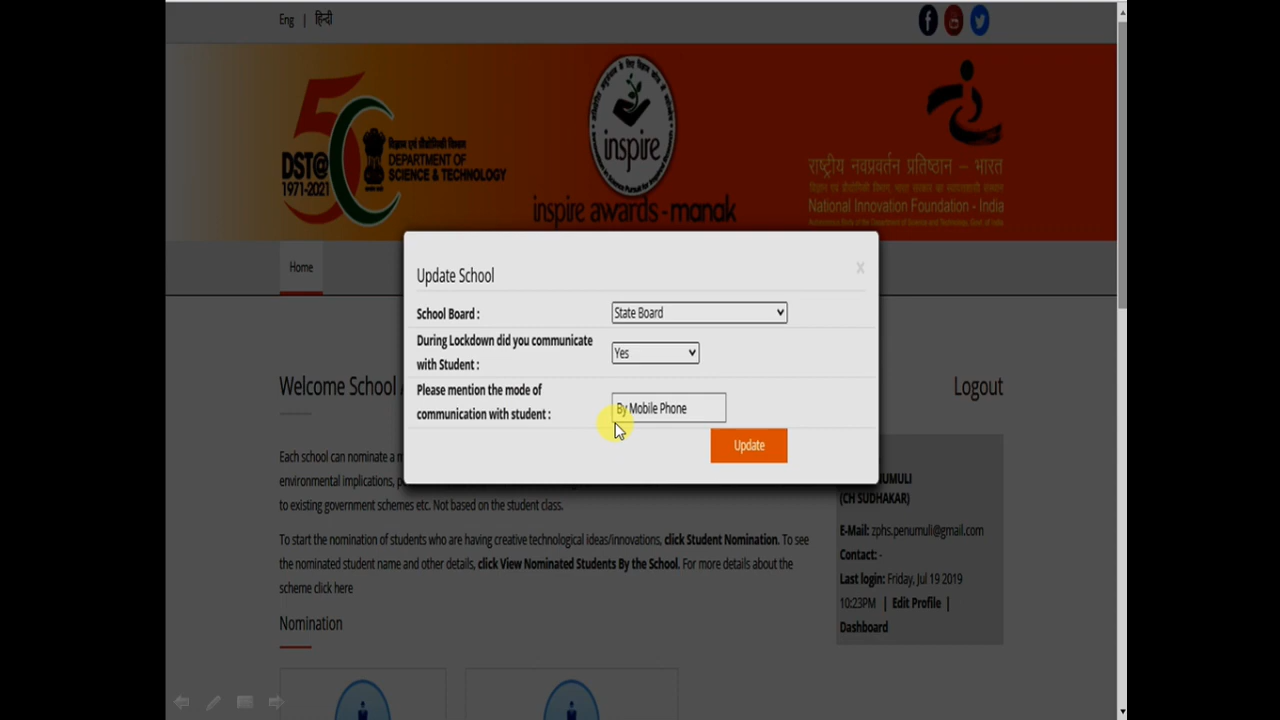 Eng | हिन्दी
5
DST@
1971-2021
विज्ञान एवं प्रौद्योगिकी विभाग
DEPARTMENT OF
SCIENCE & TECHNOLOGY
inspire
inspire awards-manak
राष्ट्रीय नवप्रवर्तन प्रतिष्ठान – भारत
National Innovation Foundation - India
Home
Update School
x
School Board :
State Board
During Lockdown did you communicate
with Student :
Yes
Please mention the mode of
communication with student :
By Mobile Phone
Update
Welcome School
Logout
Each school can nominate a
environmental implications,
to existing government schemes etc. Not based on the student class.
To start the nomination of students who are having creative technological ideas/innovations, click Student Nomination. To see
the nominated student name and other details, click View Nominated Students By the School. For more details about the
scheme click here
Nomination
(CH SUDHAKAR)
E-Mail: zphs.penumuli@gmail.com
Contact: -
Last login: Friday, Jul 19 2019
10:23PM | Edit Profile |
Dashboard